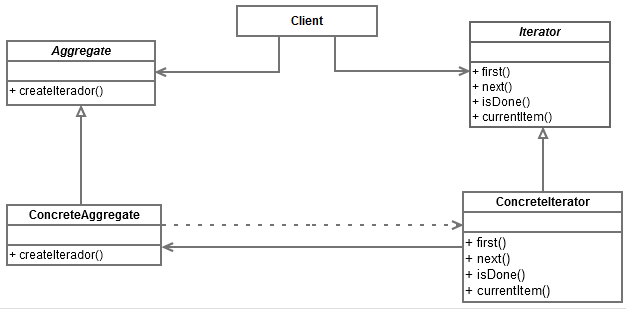 Client
Aggregate
+ createIterador()
Iterator
+ first()
+ next()
+ isDone()
+ currentItem()
ConcreteAggregate
+ createIterador()
ConcreteIterator
+ first()
+ next()
+ isDone()
+ currentItem()